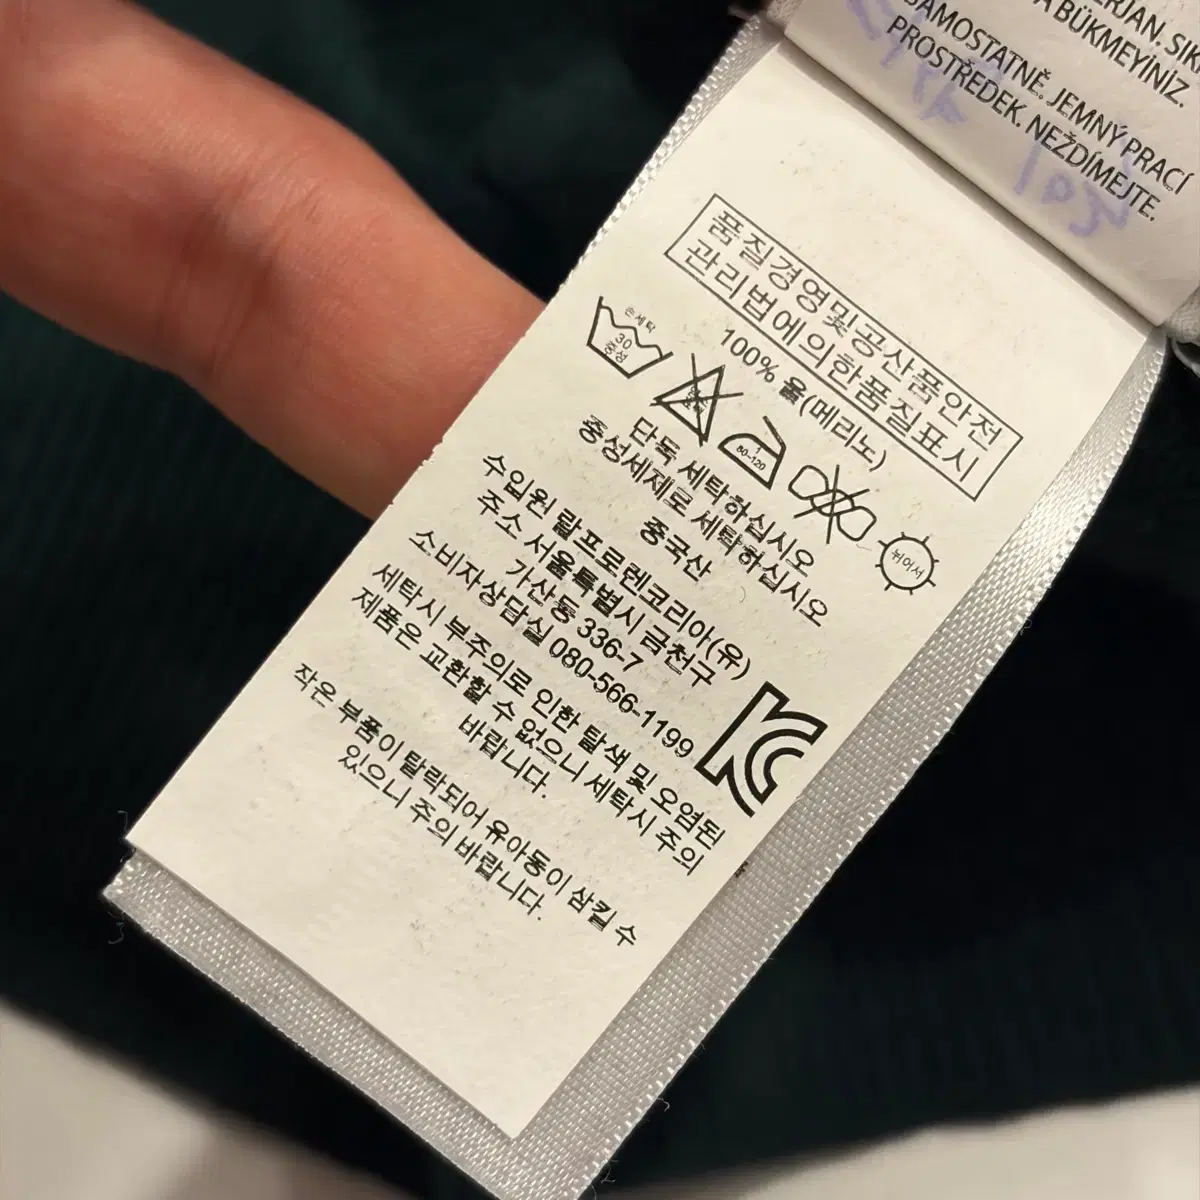 ERJAN. SIK
A BÜKMEYİNİZ.
SAMOSTATNĚ. JEMNÝ PRACÍ
PROSTŘEDEK. NEŽDÍMEJTE.
품질경영및공산품안전
관리법에의한품질표시
100% 울(메리노)
손세탁
30
중성
80-120
뉘어서
단독 세탁하십시오
중성세제로 세탁하십시오
중국산
수입원 랄프로렌코리아(유)
주소 서울특별시 금천구
가산동 336-7
소비자상담실 080-566-1199
세탁시 부주의로 인한 탈색 및 오염된
제품은 교환할 수 없으니 세탁시 주의
바랍니다.
작은 부품이 탈락되어 유아동이 삼킬 수
있으니 주의 바랍니다.